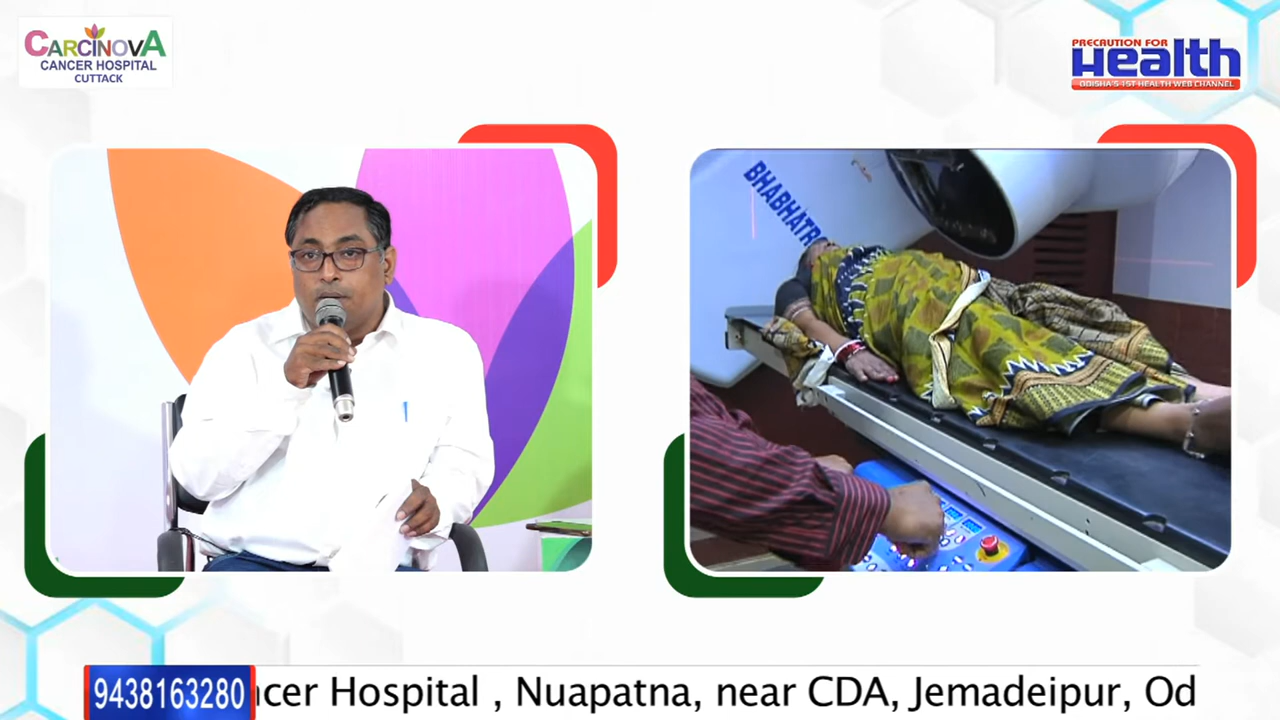 CARCINOVA
CANCER HOSPITAL
CUTTACK
PRECAUTION FOR
Health
ODISHA'S 1ST HEALTH WEB CHANNEL
BHABHATR
9438163280
ncer Hospital , Nuapatna, near CDA, Jemadeipur, Od